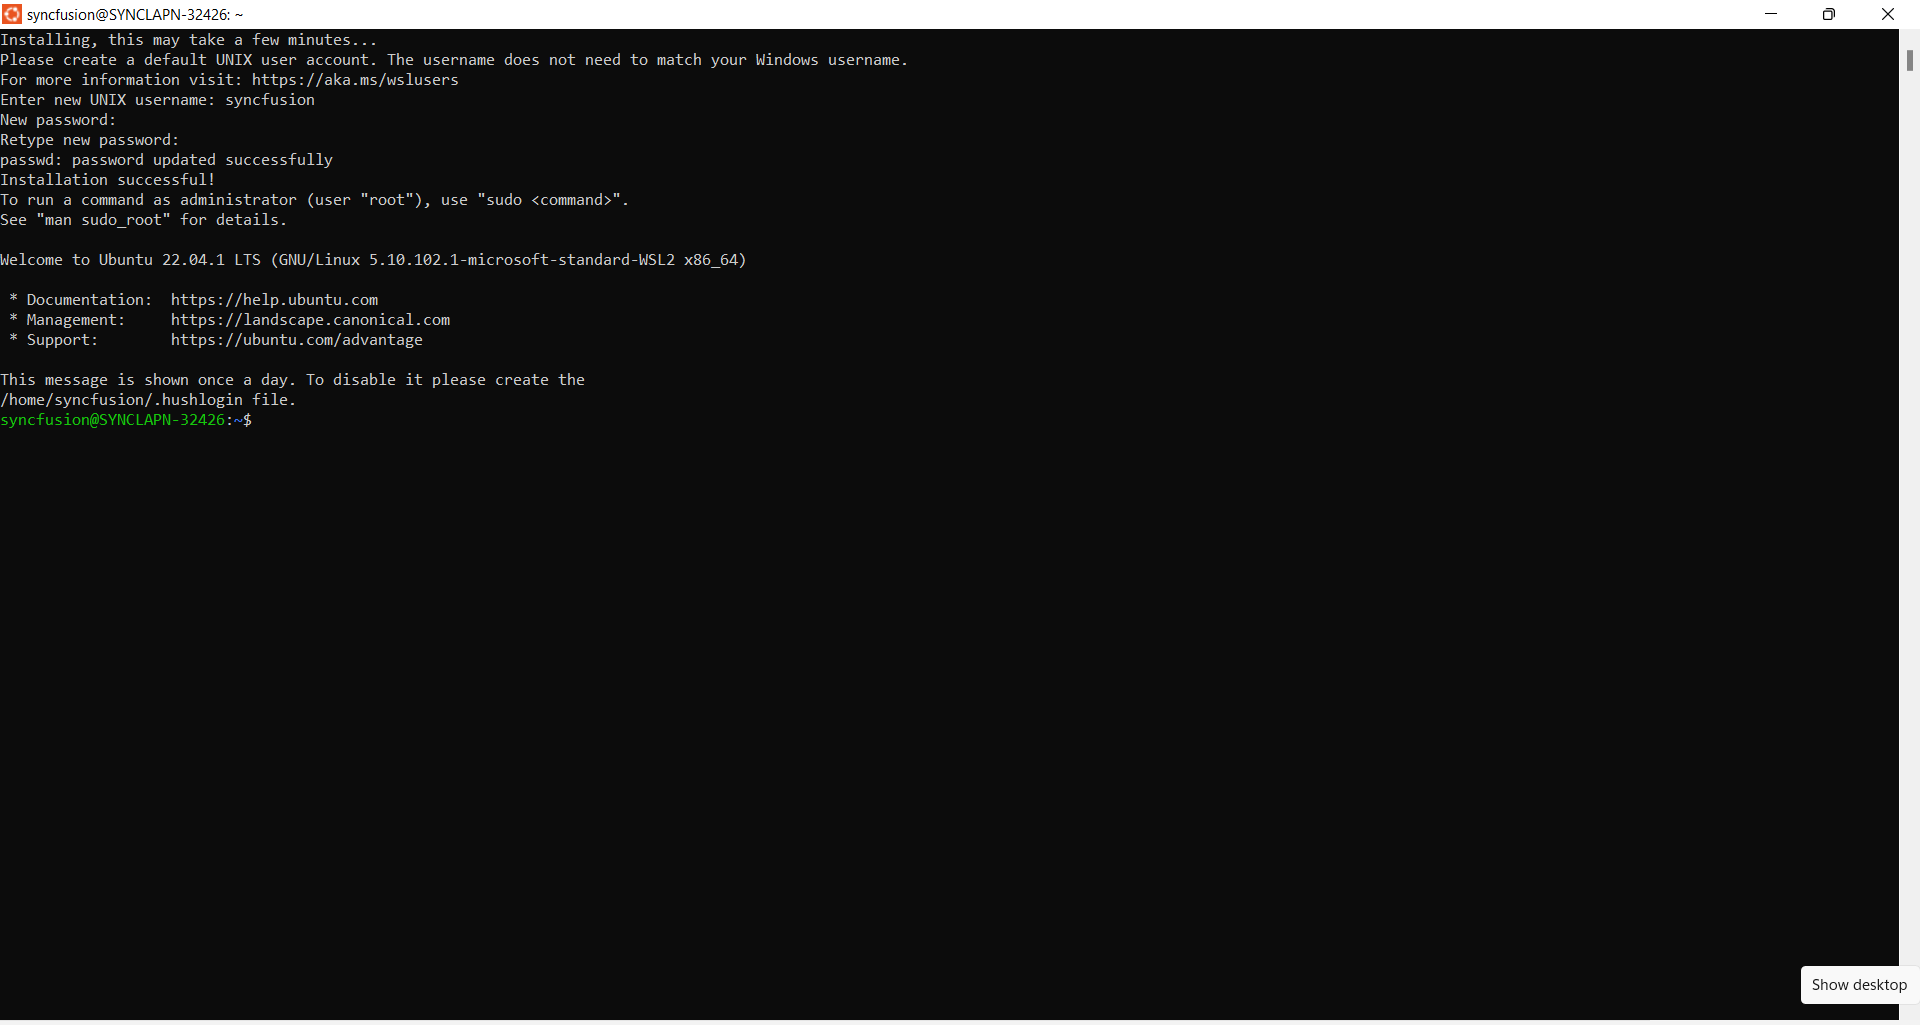 syncfusion@SYNCLAPN-32426: ~
Installing, this may take a few minutes...
Please create a default UNIX user account. The username does not need to match your Windows username.
For more information visit: https://aka.ms/wslusers
Enter new UNIX username: syncfusion
New password:
Retype new password:
passwd: password updated successfully
Installation successful!
To run a command as administrator (user "root"), use "sudo <command>".
See "man sudo_root" for details.

Welcome to Ubuntu 22.04.1 LTS (GNU/Linux 5.10.102.1-microsoft-standard-WSL2 x86_64)

 * Documentation:  https://help.ubuntu.com
 * Management:     https://landscape.canonical.com
 * Support:        https://ubuntu.com/advantage

This message is shown once a day. To disable it please create the
/home/syncfusion/.hushlogin file.
syncfusion@SYNCLAPN-32426:~$
Show desktop